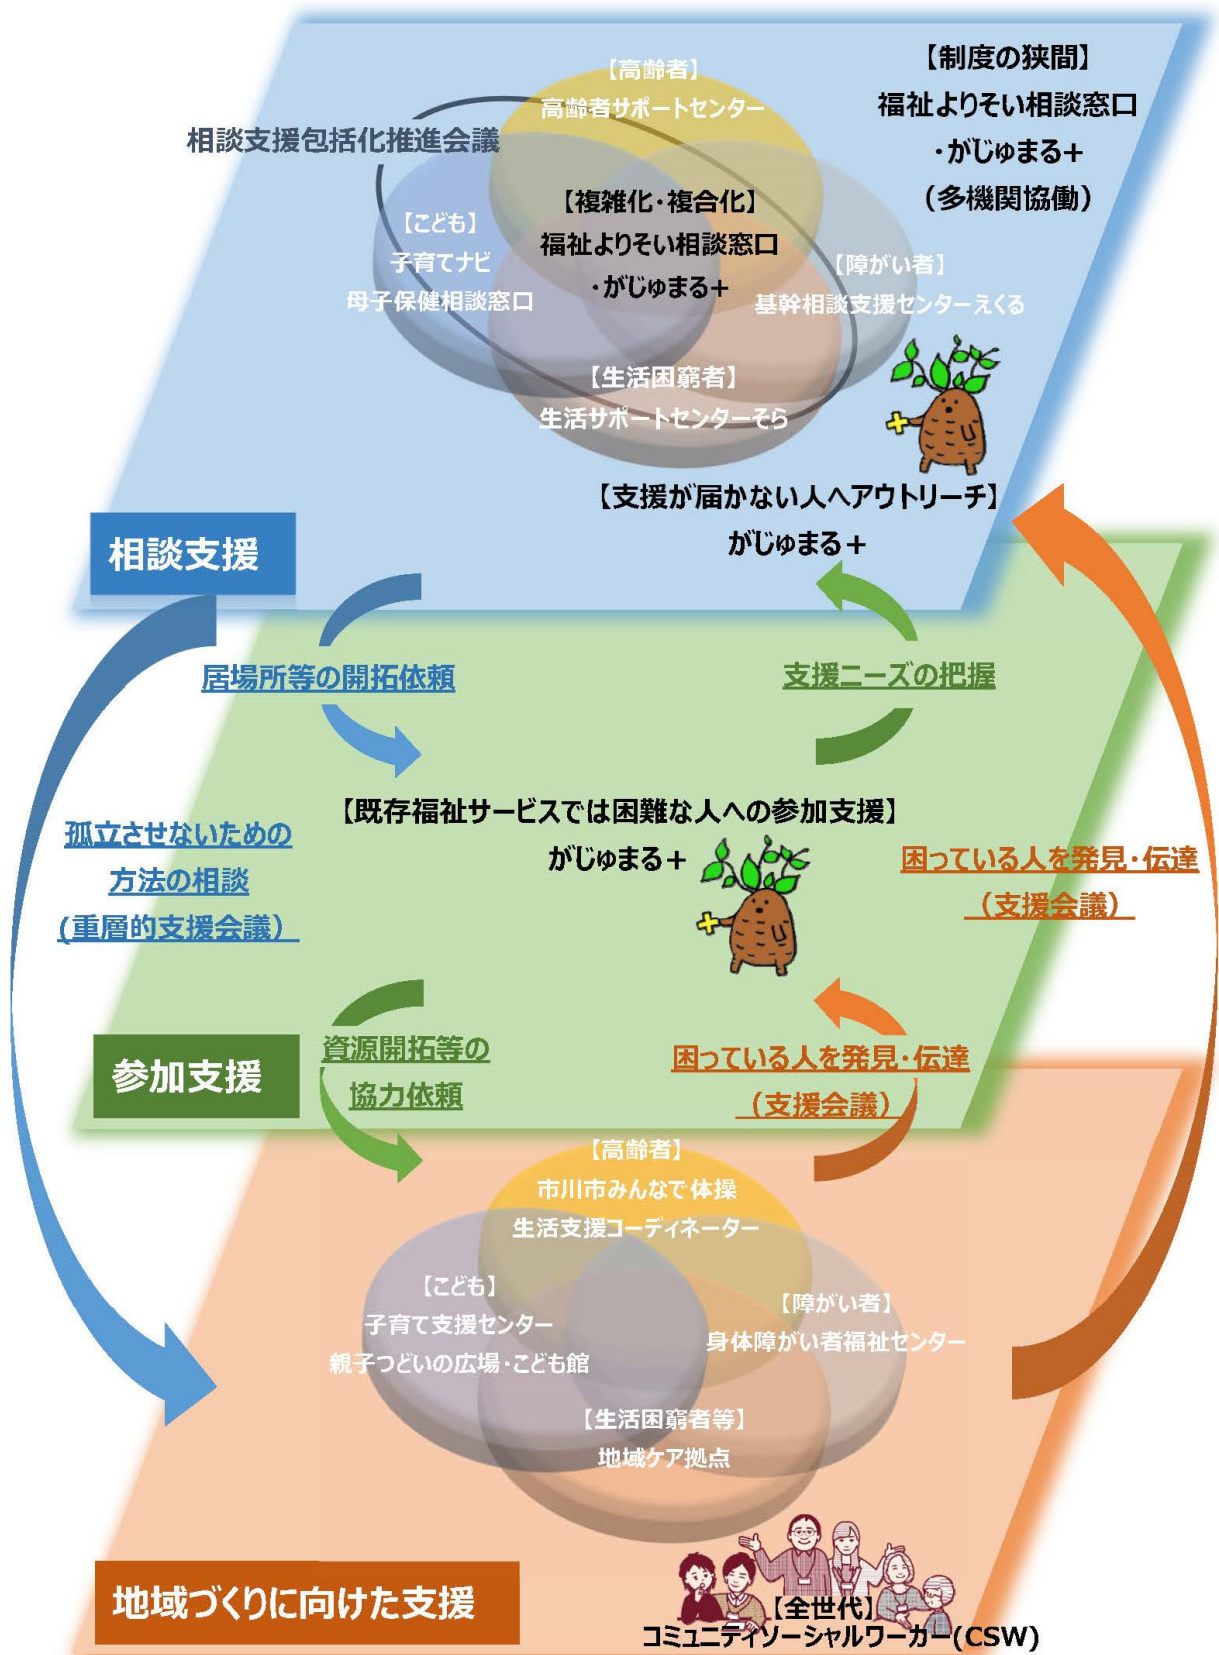 【制度の狭間】
福祉よりそい相談窓口
・がじゅまる+
（多機関協働）
【高齢者】
高齢者サポートセンター
相談支援包括化推進会議
【複雑化・複合化】
福祉よりそい相談窓口
・がじゅまる+
【こども】
子育てナビ
母子保健相談窓口
【障がい者】
基幹相談支援センターえくる
【生活困窮者】
生活サポートセンターそら
【支援が届かない人へアウトリーチ】
がじゅまる+
相談支援
居場所等の開拓依頼
支援ニーズの把握
【既存福祉サービスでは困難な人への参加支援】
がじゅまる+
孤立させないための
方法の相談
(重層的支援会議）
困っている人を発見・伝達
（支援会議）
参加支援
資源開拓等の
協力依頼
困っている人を発見・伝達
（支援会議）
【高齢者】
市川市みんなで体操
生活支援コーディネーター
【こども】
子育て支援センター
親子つどいの広場・こども館
【障がい者】
身体障がい者福祉センター
【生活困窮者等】
地域ケア拠点
地域づくりに向けた支援
【全世代】
コミュニティソーシャルワーカー(CSW)